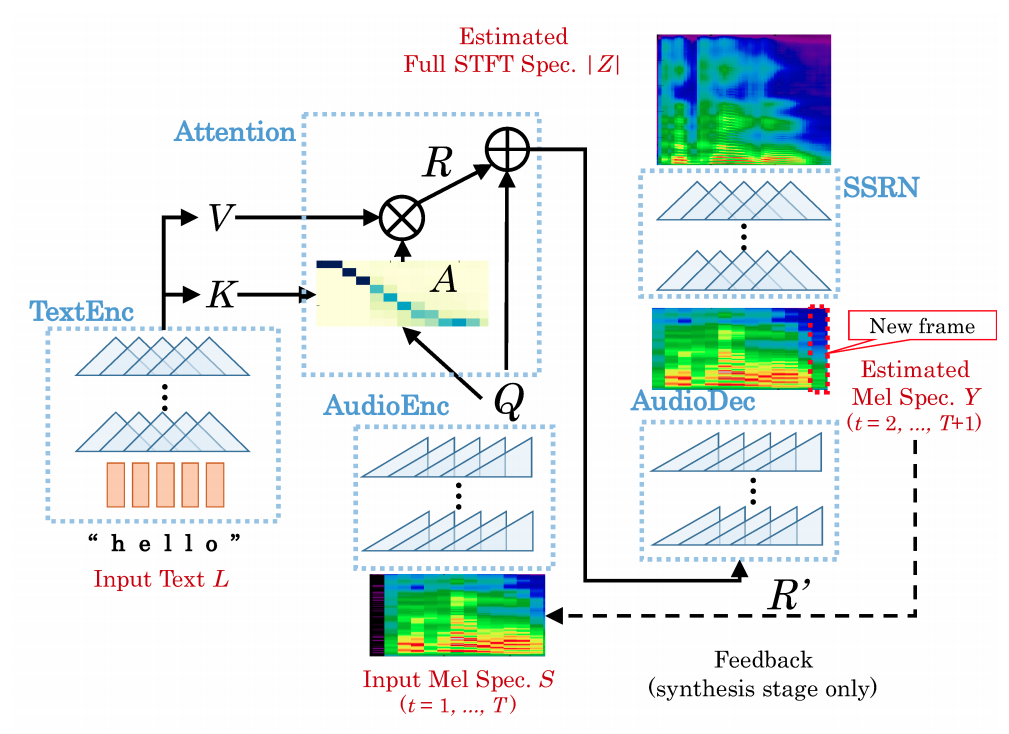 Estimated
Full STFT Spec. |Z|
Attention
R
SSRN
V
A
K
TextEnc
New frame
Q
AudioEnc
Estimated
Mel Spec. Y
(t = 2, ..., T+1)
AudioDec
“ h e l l o ”
Input Text L
R’
Input Mel Spec. S
(t = 1, ..., T )
Feedback
(synthesis stage only)